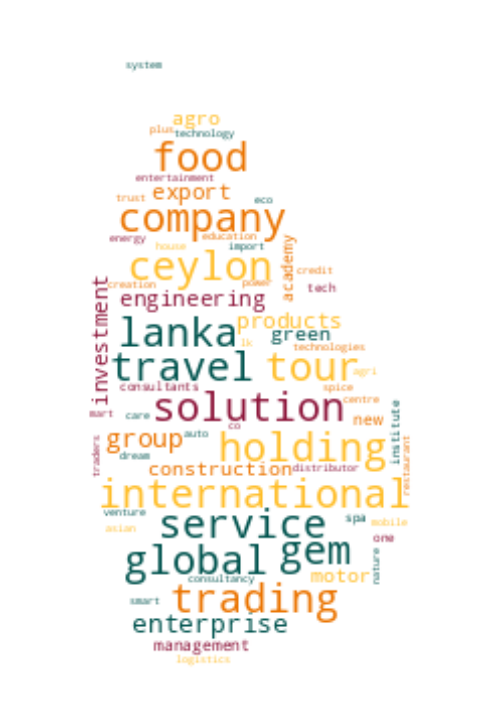 system
agro
plus technology
food
entertainment
trust export eco
company
energy education
house import
ceylon academy credit
creation power tech
engineering
investment
products
lanka green
lk technologies
travel tour agri
consultants spice
solution centre
mart care new institute
co
group auto holding
traders dream restaurant
construction distributor
international
venture spa mobile
service
asian one
global gem nature
consultancy motor
smart trading
enterprise
management
logistics